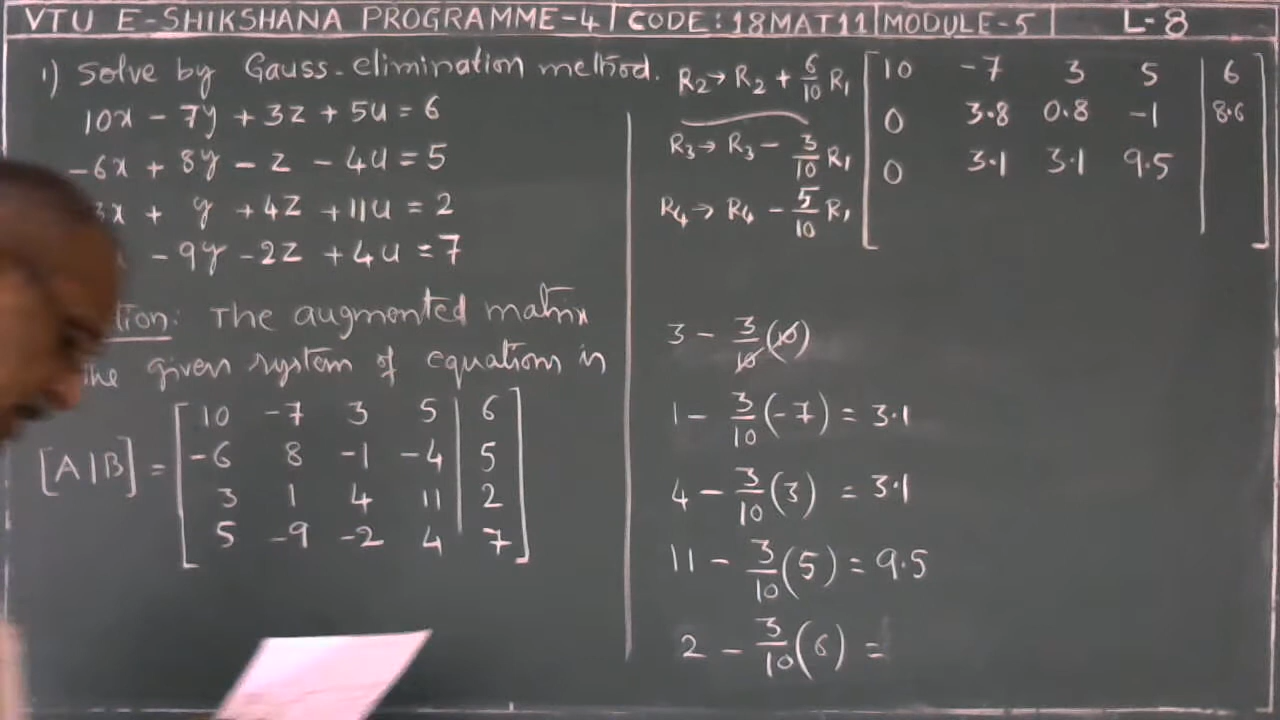 VTU E-SHIKSHANA PROGRAMME-4 | CODE: 18MAT11 | MODULE-5 | L-8
1) Solve by Gauss-elimination method.
10x - 7y + 3z + 5u = 6
-6x + 8y - z - 4u = 5
3x + y + 4z + 11u = 2
- 9y - 2z + 4u = 7
tion: The augmented matrix
the given system of equations is
[A|B] =
10 -7 3 5 | 6
-6 8 -1 -4 | 5
3 1 4 11 | 2
5 -9 -2 4 | 7
R2→R2 + 6/10 R1
R3→R3 - 3/10 R1
R4→R4 - 5/10 R1
10 -7 3 5 | 6
0 3.8 0.8 -1 | 8.6
0 3.1 3.1 9.5
3 - 3/10(10)
1 - 3/10(-7) = 3.1
4 - 3/10(3) = 3.1
11 - 3/10(5) = 9.5
2 - 3/10(6) =